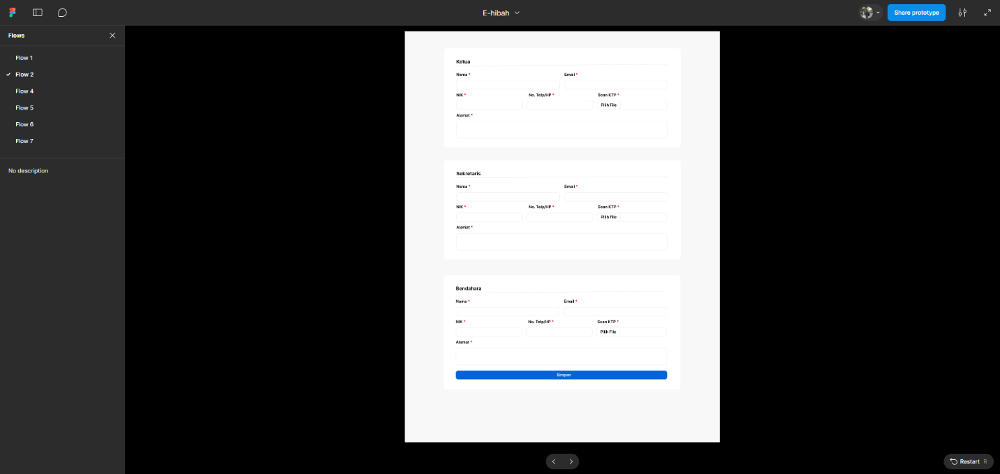 E-hibah
Share prototype
Flows
Flow 1
Flow 2
Flow 4
Flow 5
Flow 6
Flow 7
No description
Ketua
Nama * Email *
NIK * No. Telp/HP * Scan KTP *
Pilih File
Alamat *
Sekretaris
Nama * Email *
NIK * No. Telp/HP * Scan KTP *
Pilih File
Alamat *
Bendahara
Nama * Email *
NIK * No. Telp/HP * Scan KTP *
Pilih File
Alamat *
Simpan
Restart R